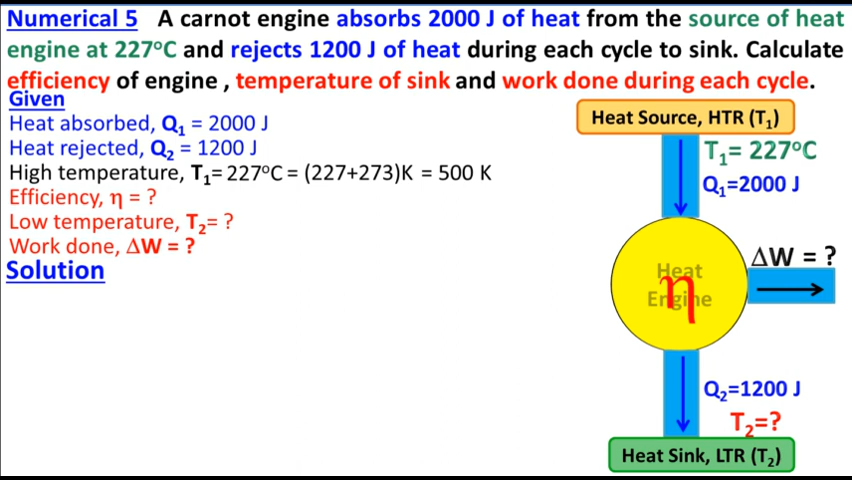 Numerical 5 A carnot engine absorbs 2000 J of heat from the source of heat
engine at 227°C and rejects 1200 J of heat during each cycle to sink. Calculate
efficiency of engine , temperature of sink and work done during each cycle.
Given
Heat absorbed, Q₁ = 2000 J
Heat rejected, Q₂ = 1200 J
High temperature, T₁= 227°C = (227+273)K = 500 K
Efficiency, η = ?
Low temperature, T₂= ?
Work done, ΔW = ?
Solution
Heat Source, HTR (T₁)
T₁= 227°C
Q₁=2000 J
ΔW = ?
Heat
Engine
η
Q₂=1200 J
T₂=?
Heat Sink, LTR (T₂)